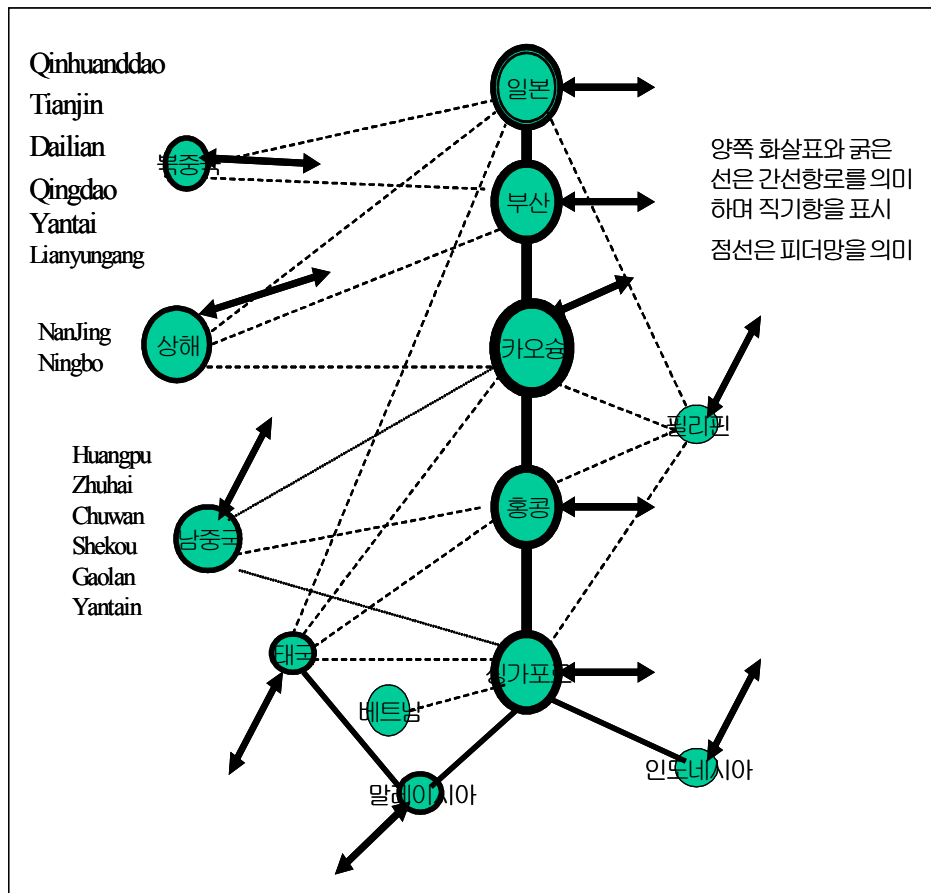 Qinhuanddao
Tianjin
Dailian
Qingdao
Yantai
Lianyungang
NanJing
Ningbo
Huangpu
Zhuhai
Chuwan
Shekou
Gaolan
Yantain
일본
북중국
부산
상해
카오슝
필리핀
홍콩
남중국
태국
싱가포르
베트남
말레이시아
인도네시아
양쪽 화살표와 굵은
선은 간선항로를 의미
하며 직기항을 표시
점선은 피더망을 의미